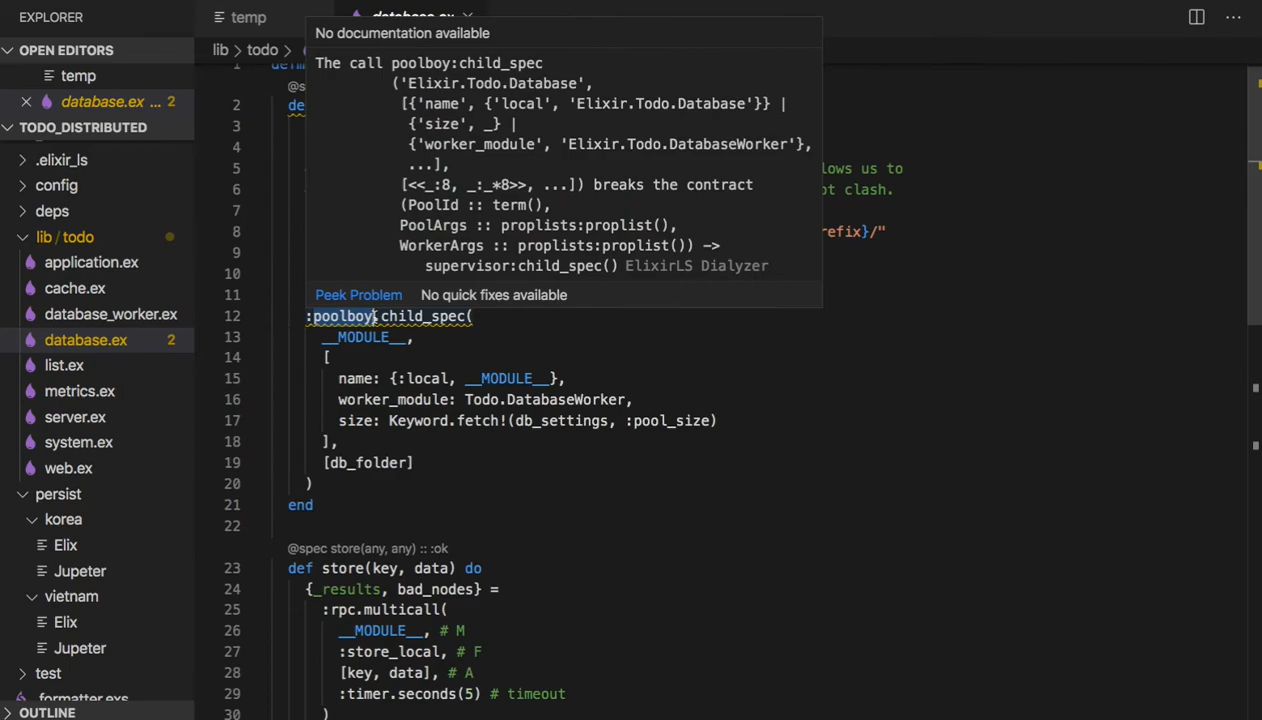 EXPLORER
temp
database.ex
OPEN EDITORS
temp
database.ex ... 2
TODO_DISTRIBUTED
.elixir_ls
config
deps
lib / todo
application.ex
cache.ex
database_worker.ex
database.ex 2
list.ex
metrics.ex
server.ex
system.ex
web.ex
persist
korea
Elix
Jupeter
vietnam
Elix
Jupeter
test
.formatter.exs
OUTLINE
lib > todo >
No documentation available
The call poolboy:child_spec
('Elixir.Todo.Database',
[{'name', {'local', 'Elixir.Todo.Database'}} |
{'size', _} |
{'worker_module', 'Elixir.Todo.DatabaseWorker'},
...],
[<<_:8, _:_*8>>, ...]) breaks the contract
(PoolId :: term(),
PoolArgs :: proplists:proplist(),
WorkerArgs :: proplists:proplist()) ->
supervisor:child_spec() ElixirLS Dialyzer
Peek Problem No quick fixes available
1
@s
2 de
3
4
5 lows us to
6 ot clash.
7
8 refix}/"
9
10
11
12 :poolboy.child_spec(
13 __MODULE__,
14 [
15 name: {:local, __MODULE__},
16 worker_module: Todo.DatabaseWorker,
17 size: Keyword.fetch!(db_settings, :pool_size)
18 ],
19 [db_folder]
20 )
21 end
22
@spec store(any, any) :: :ok
23 def store(key, data) do
24 {_results, bad_nodes} =
25 :rpc.multicall(
26 __MODULE__, # M
27 :store_local, # F
28 [key, data], # A
29 :timer.seconds(5) # timeout
30 )